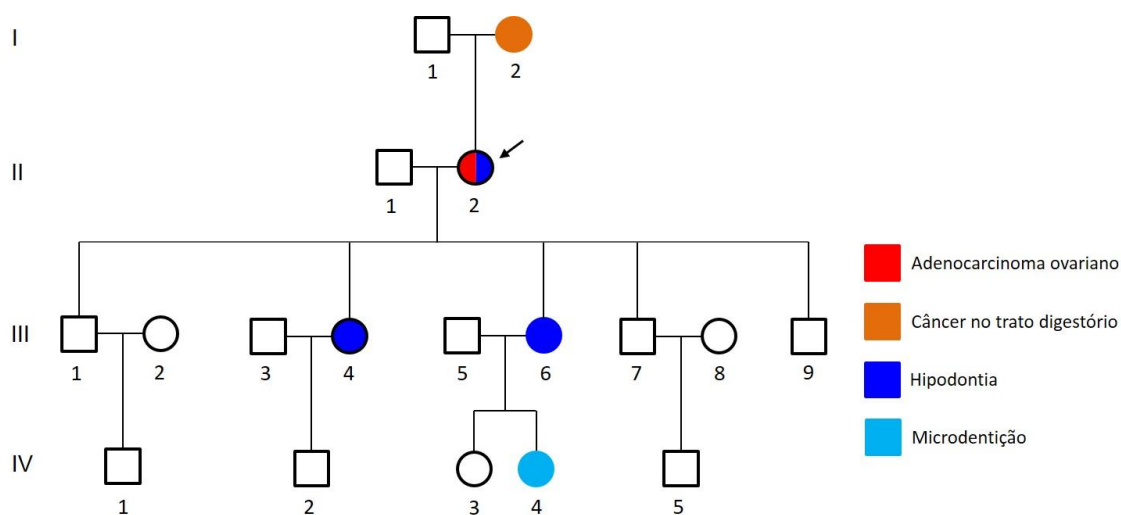 I
1 2
II
1 2
III
1 2 3 4 5 6 7 8 9
IV
1 2 3 4 5
Adenocarcinoma ovariano
Câncer no trato digestório
Hipodontia
Microdentição